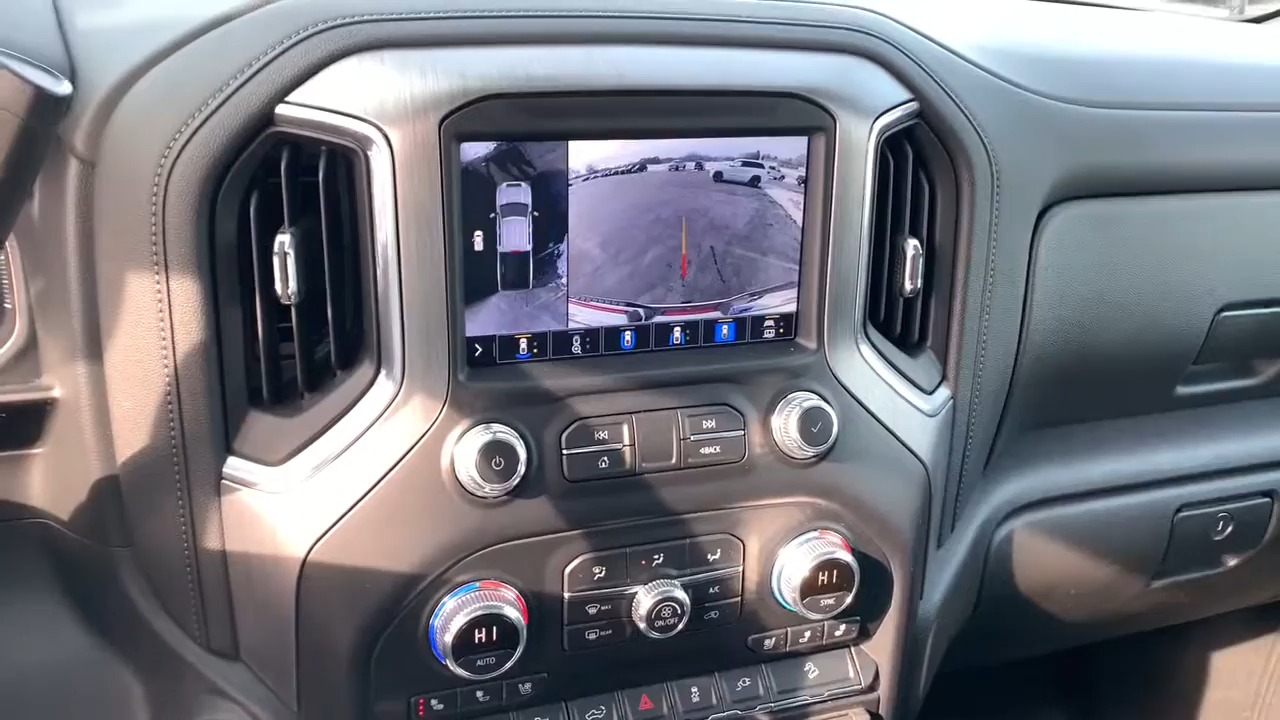 BACK
MAX
A/C
ON/OFF
REAR
HI
SYNC
HI
AUTO